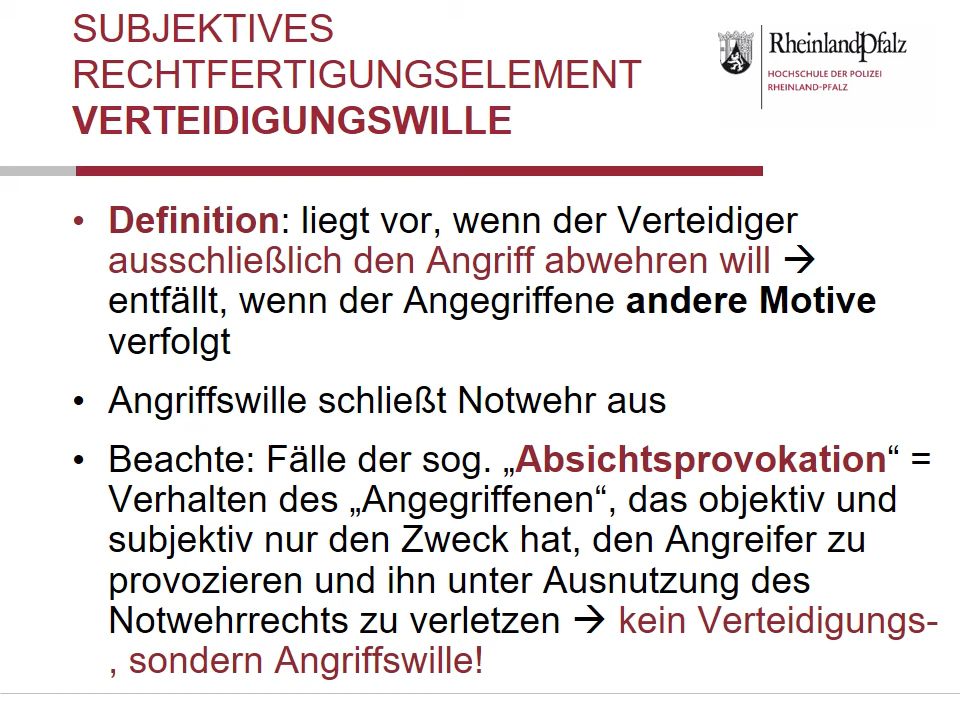 SUBJEKTIVES
RECHTFERTIGUNGSELEMENT
VERTEIDIGUNGSWILLE
RheinlandPfalz
HOCHSCHULE DER POLIZEI
RHEINLAND-PFALZ
• Definition: liegt vor, wenn der Verteidiger
ausschließlich den Angriff abwehren will →
entfällt, wenn der Angegriffene andere Motive
verfolgt
• Angriffswille schließt Notwehr aus
• Beachte: Fälle der sog. „Absichtsprovokation“ =
Verhalten des „Angegriffenen“, das objektiv und
subjektiv nur den Zweck hat, den Angreifer zu
provozieren und ihn unter Ausnutzung des
Notwehrrechts zu verletzen → kein Verteidigungs-
, sondern Angriffswille!